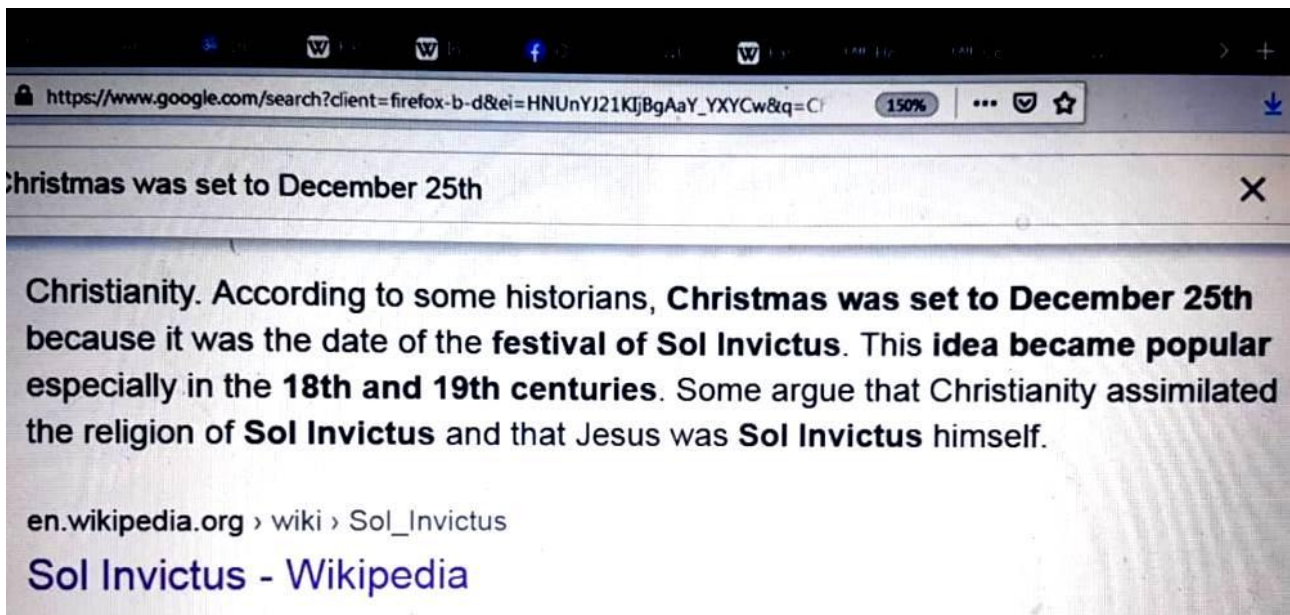 https://www.google.com/search?client=firefox-b-d&ei=HNUnYJ21KIjBgAaY_YXYCw&q=C
150%
hristmas was set to December 25th
Christianity. According to some historians, Christmas was set to December 25th
because it was the date of the festival of Sol Invictus. This idea became popular
especially in the 18th and 19th centuries. Some argue that Christianity assimilated
the religion of Sol Invictus and that Jesus was Sol Invictus himself.
en.wikipedia.org › wiki › Sol_Invictus
Sol Invictus - Wikipedia